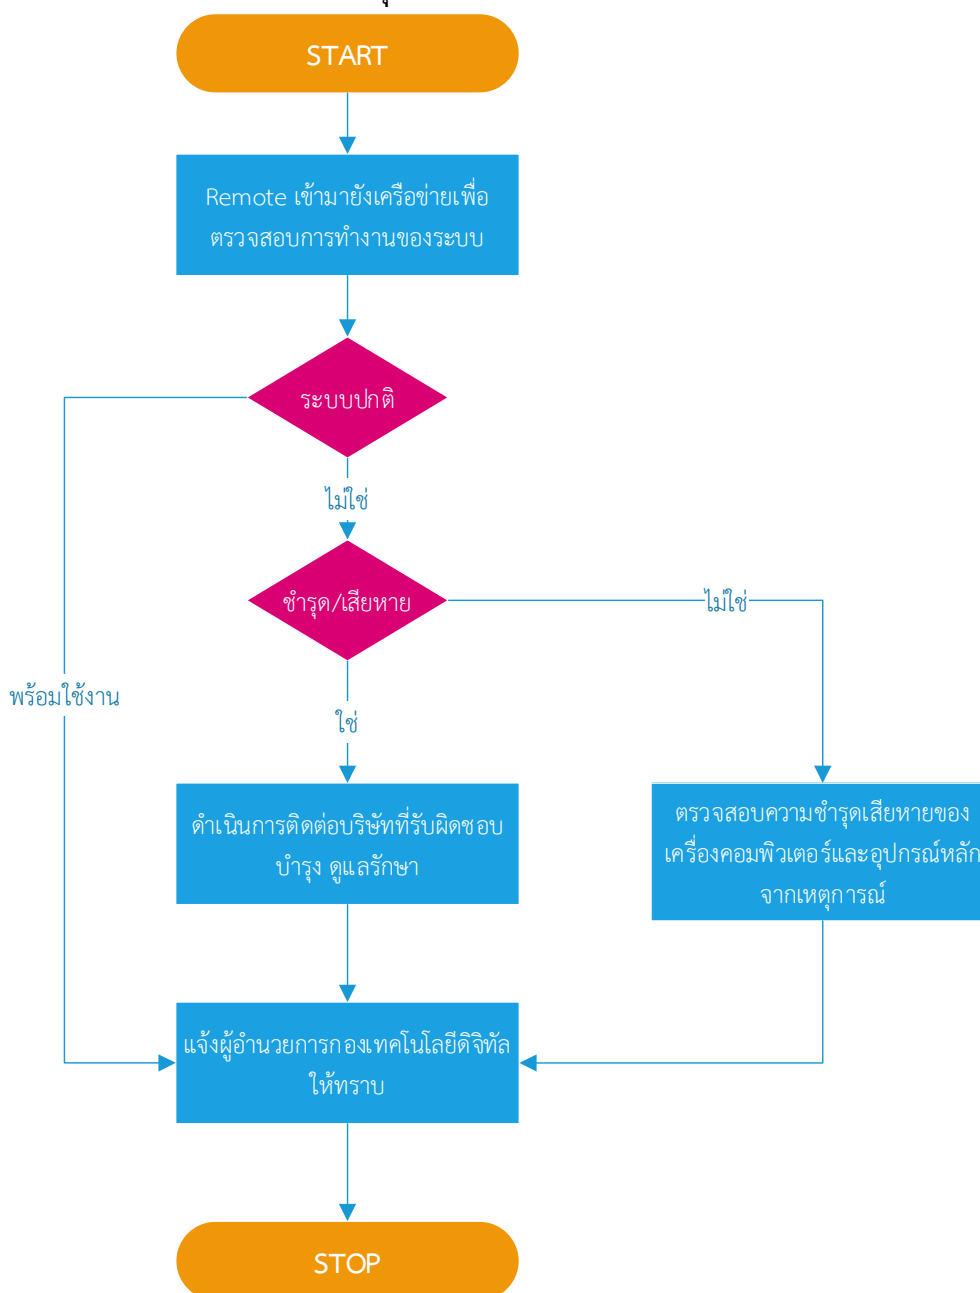 START
Remote เข้ามายังเครือข่ายเพื่อ
ตรวจสอบการทำงานของระบบ
ระบบปกติ
ไม่ใช่
ชำรุด/เสียหาย
ไม่ใช่
พร้อมใช้งาน
ใช่
ดำเนินการติดต่อบริษัทที่รับผิดชอบ
บำรุง ดูแลรักษา
ตรวจสอบความชำรุดเสียหายของ
เครื่องคอมพิวเตอร์และอุปกรณ์หลัก
จากเหตุการณ์
แจ้งผู้อำนวยการกองเทคโนโลยีดิจิทัล
ให้ทราบ
STOP